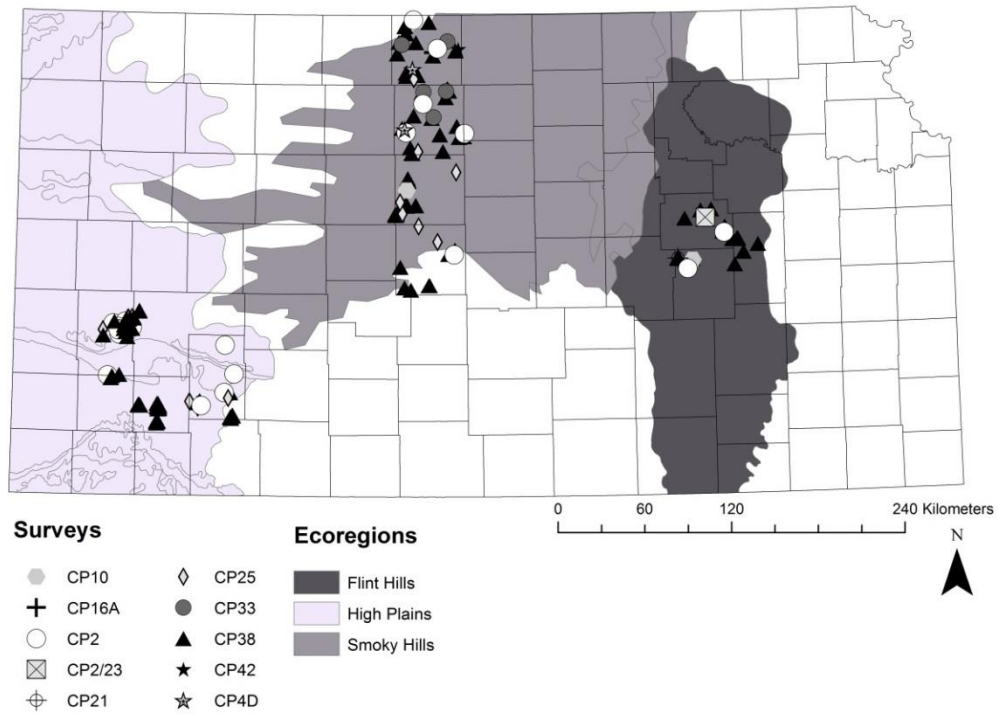 0 60 120 240 Kilometers
N
Surveys
CP10
CP16A
CP2
CP2/23
CP21
CP25
CP33
CP38
CP42
CP4D
Ecoregions
Flint Hills
High Plains
Smoky Hills